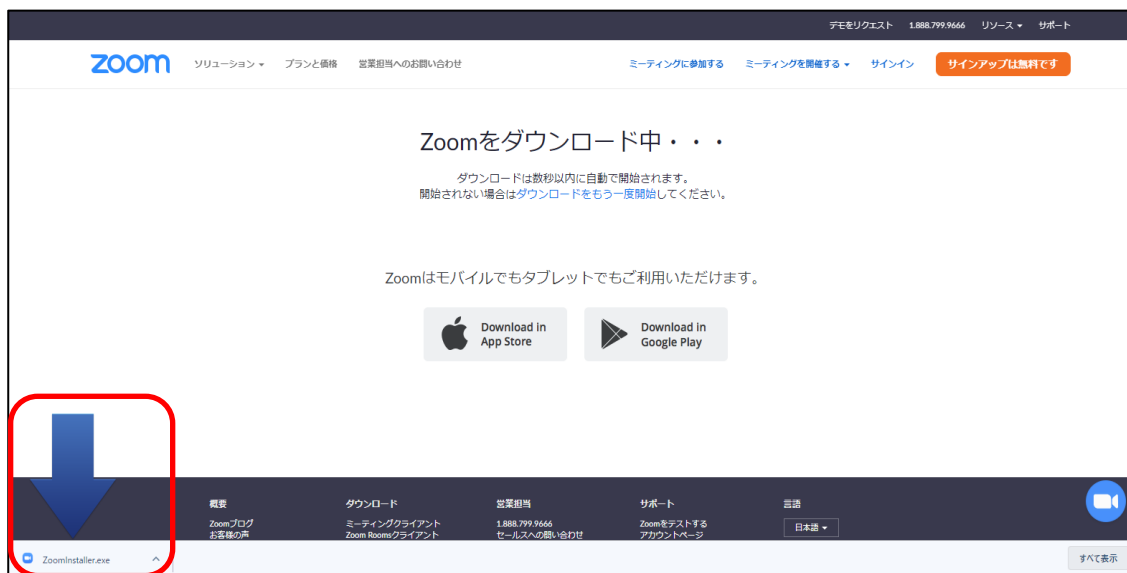 デモをリクエスト 1.888.799.9666 リソース サポート
zoom ソリューション プランと価格 営業担当へのお問い合わせ ミーティングに参加する ミーティングを開催する サインイン サインアップは無料です
Zoomをダウンロード中・・・
ダウンロードは数秒以内に自動で開始されます。
開始されない場合はダウンロードをもう一度開始してください。
Zoomはモバイルでもタブレットでもご利用いただけます。
Download in
App Store
Download in
Google Play
概要
Zoomブログ
お客様の声
ダウンロード
ミーティングクライアント
Zoom Roomsクライアント
営業担当
1.888.799.9666
セールスへの問い合わせ
サポート
Zoomをテストする
アカウントページ
言語
日本語
ZoomInstaller.exe
すべて表示